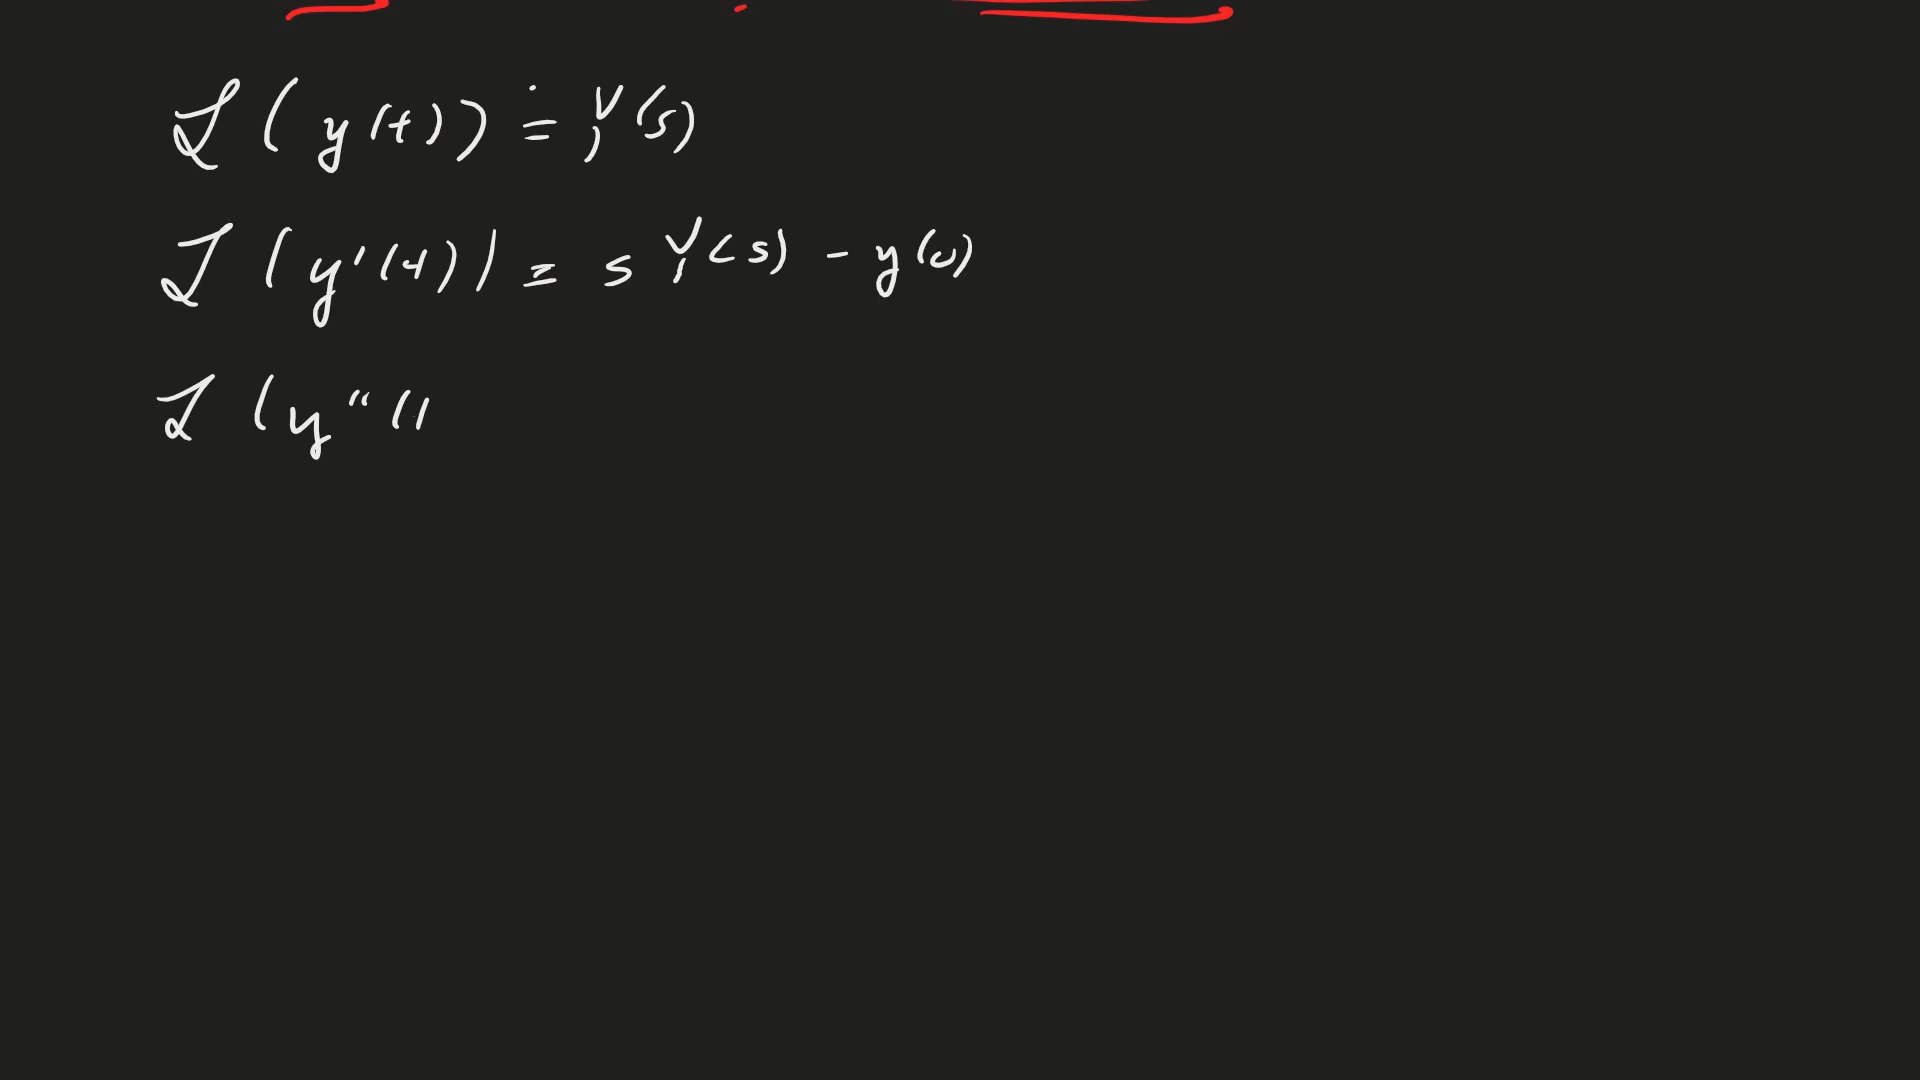 ℒ(y(t)) ≐ Y(s)
ℒ(y'(t)) = s Y(s) - y(0)
ℒ(y"(